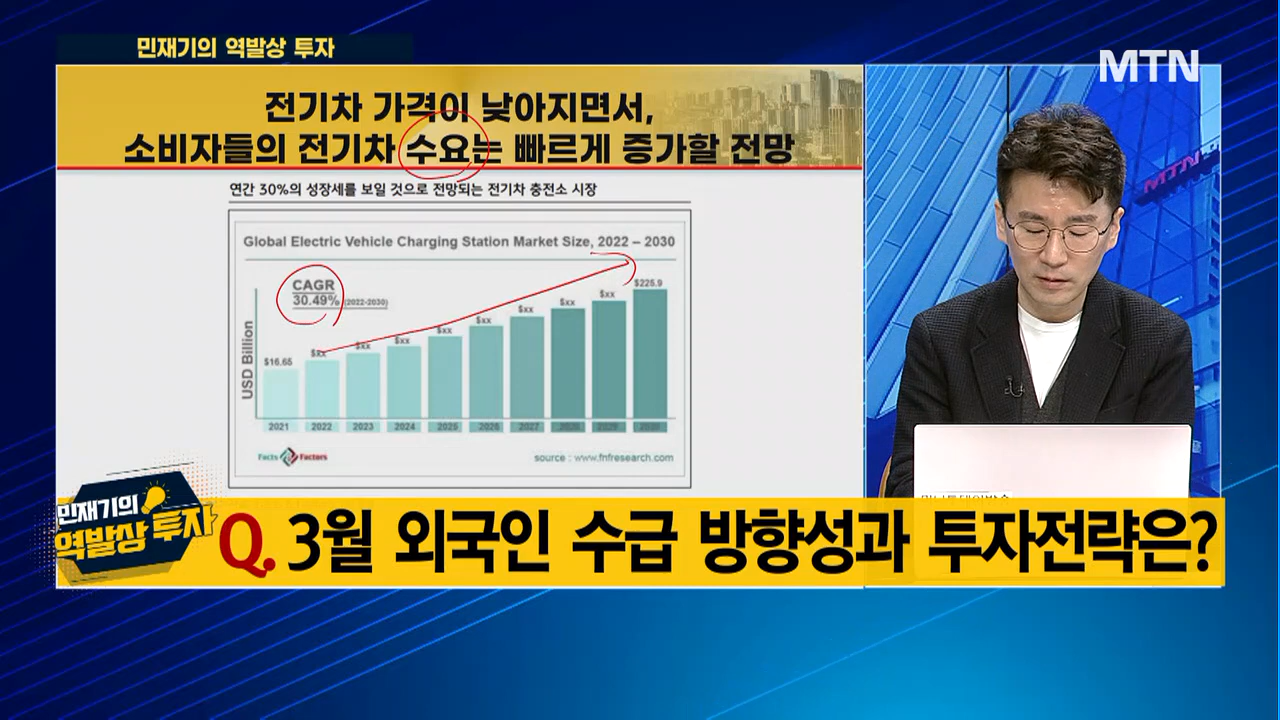 민재기의 역발상 투자
MTN
전기차 가격이 낮아지면서,
소비자들의 전기차 수요는 빠르게 증가할 전망
MTN
연간 30%의 성장세를 보일 것으로 전망되는 전기차 충전소 시장
Global Electric Vehicle Charging Station Market Size, 2022 – 2030
CAGR
30.49% (2022-2030)
USD Billion
$16.65 $xx $xx $xx $xx $xx $xx $xx $xx $225.9
2021 2022 2023 2024 2025 2026 2027 2028 2029 2030
Facts Factors
source : www.fnfresearch.com
민재기의
역발상 투자
Q. 3월 외국인 수급 방향성과 투자전략은?